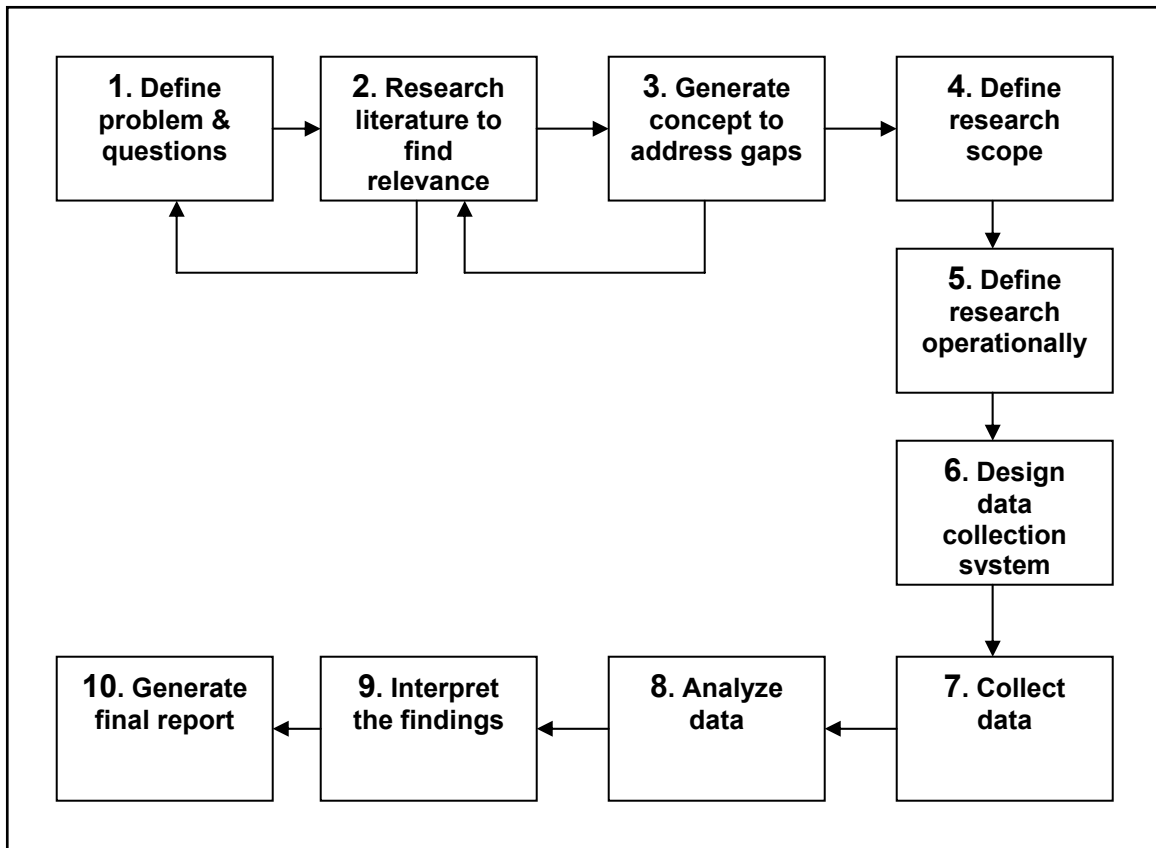 1. Define
problem &
questions
2. Research
literature to
find
relevance
3. Generate
concept to
address gaps
4. Define
research
scope
5. Define
research
operationally
6. Design
data
collection
system
7. Collect
data
8. Analyze
data
9. Interpret
the findings
10. Generate
final report